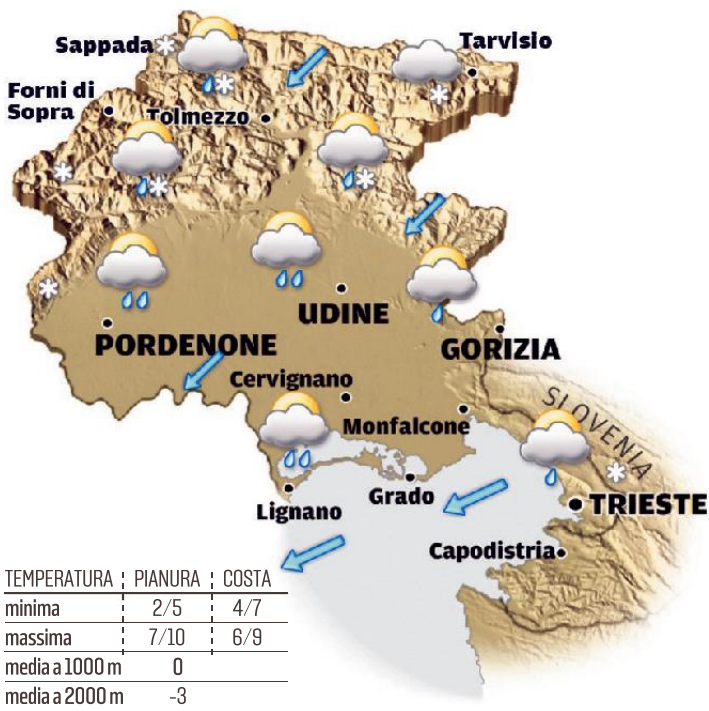 Sappada
Tarvisio
Forni di
Sopra
Tolmezzo
UDINE
PORDENONE
GORIZIA
Cervignano
SLOVENIA
Monfalcone
Grado
TRIESTE
Lignano
Capodistria
TEMPERATURA PIANURA COSTA
minima 2/5 4/7
massima 7/10 6/9
media a 1000 m 0
media a 2000 m -3